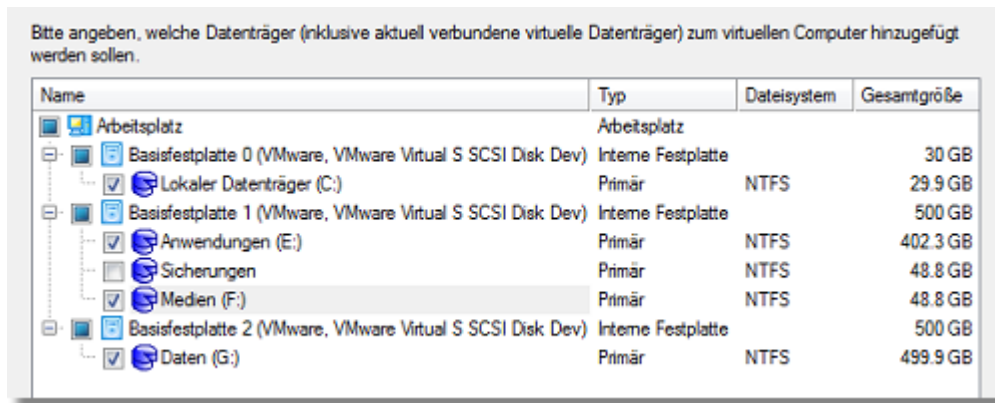 Bitte angeben, welche Datenträger (inklusive aktuell verbundene virtuelle Datenträger) zum virtuellen Computer hinzugefügt
werden sollen.
Name Typ Dateisystem Gesamtgröße
Arbeitsplatz Arbeitsplatz
Basisfestplatte 0 (VMware, VMware Virtual S SCSI Disk Dev) Interne Festplatte 30 GB
Lokaler Datenträger (C:) Primär NTFS 29.9 GB
Basisfestplatte 1 (VMware, VMware Virtual S SCSI Disk Dev) Interne Festplatte 500 GB
Anwendungen (E:) Primär NTFS 402.3 GB
Sicherungen Primär NTFS 48.8 GB
Medien (F:) Primär NTFS 48.8 GB
Basisfestplatte 2 (VMware, VMware Virtual S SCSI Disk Dev) Interne Festplatte 500 GB
Daten (G:) Primär NTFS 499.9 GB